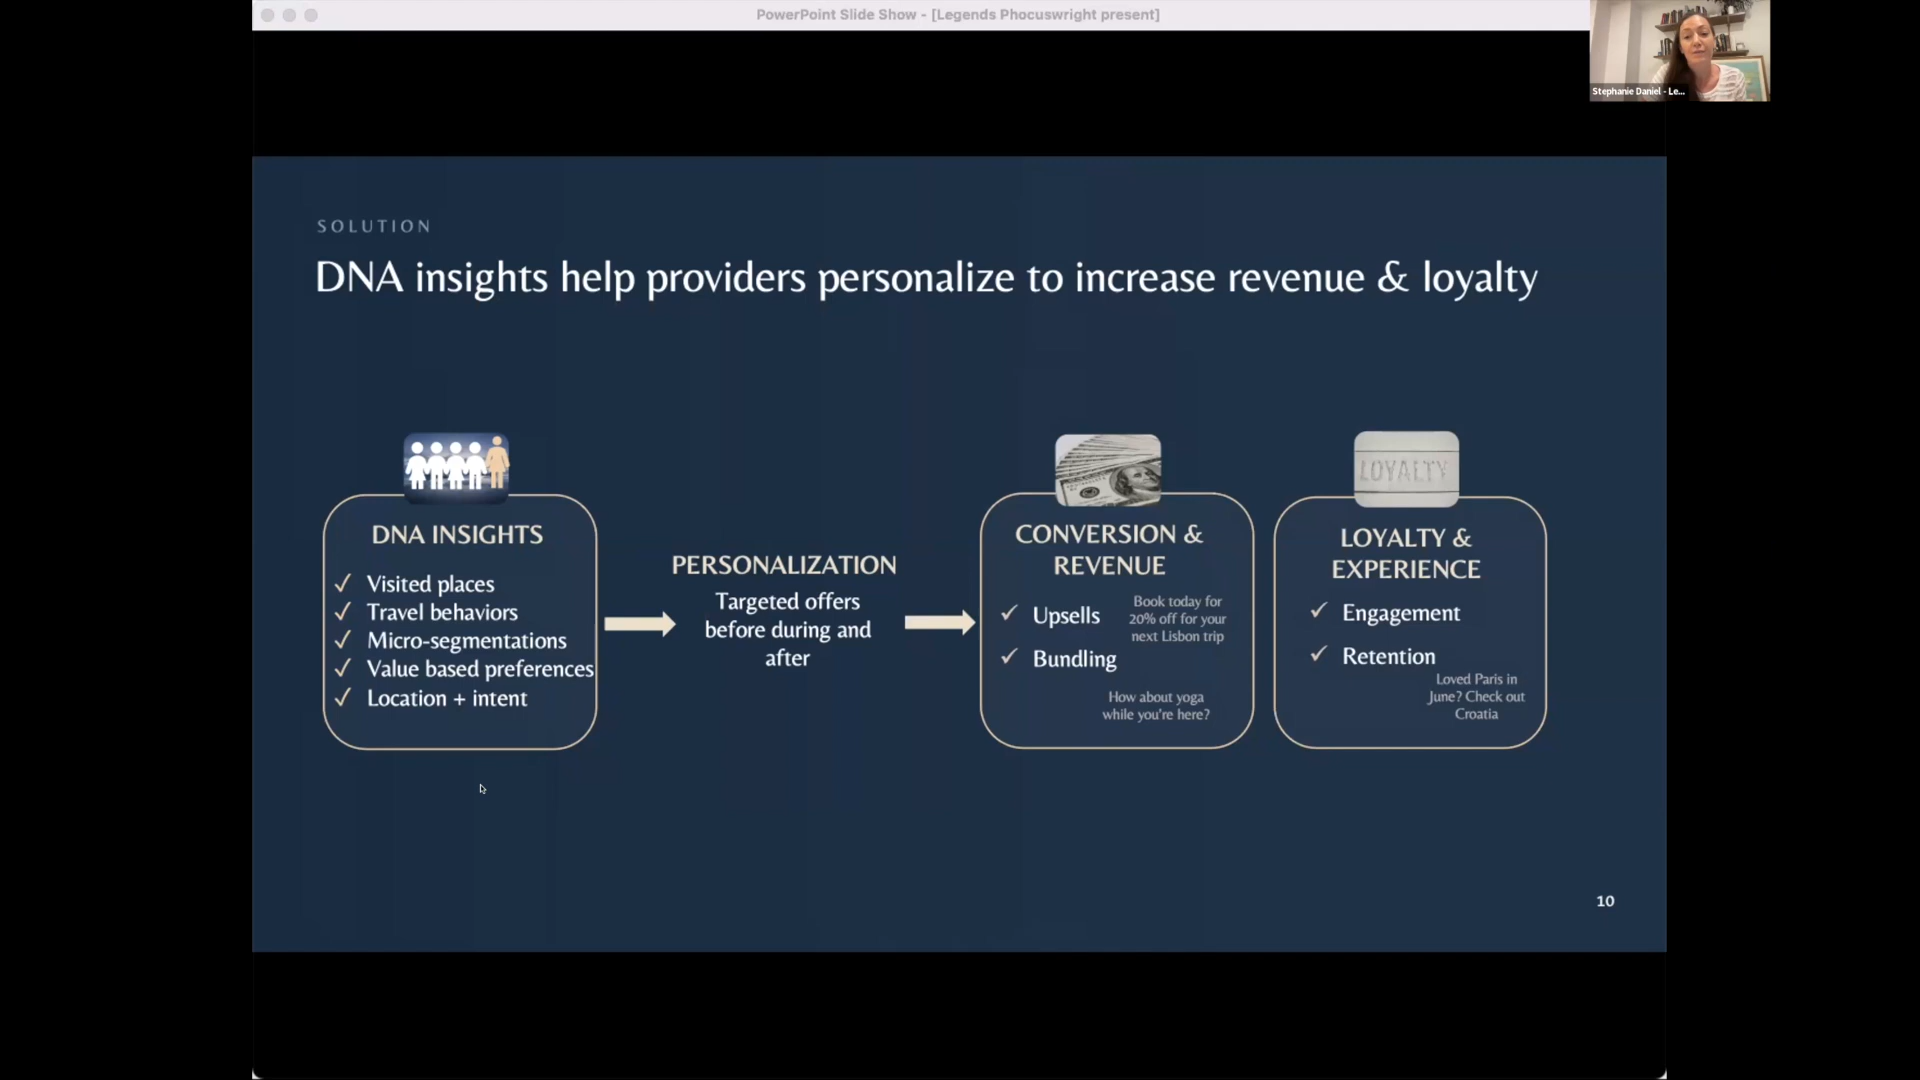 PowerPoint Slide Show - [Legends Phocuswright present]
Stephanie Daniel - Le...
SOLUTION
DNA insights help providers personalize to increase revenue & loyalty
DNA INSIGHTS
✓ Visited places
✓ Travel behaviors
✓ Micro-segmentations
✓ Value based preferences
✓ Location + intent
PERSONALIZATION
Targeted offers
before during and
after
CONVERSION &
REVENUE
✓ Upsells
Book today for
20% off for your
next Lisbon trip
✓ Bundling
How about yoga
while you're here?
LOYALTY
LOYALTY &
EXPERIENCE
✓ Engagement
✓ Retention
Loved Paris in
June? Check out
Croatia
10